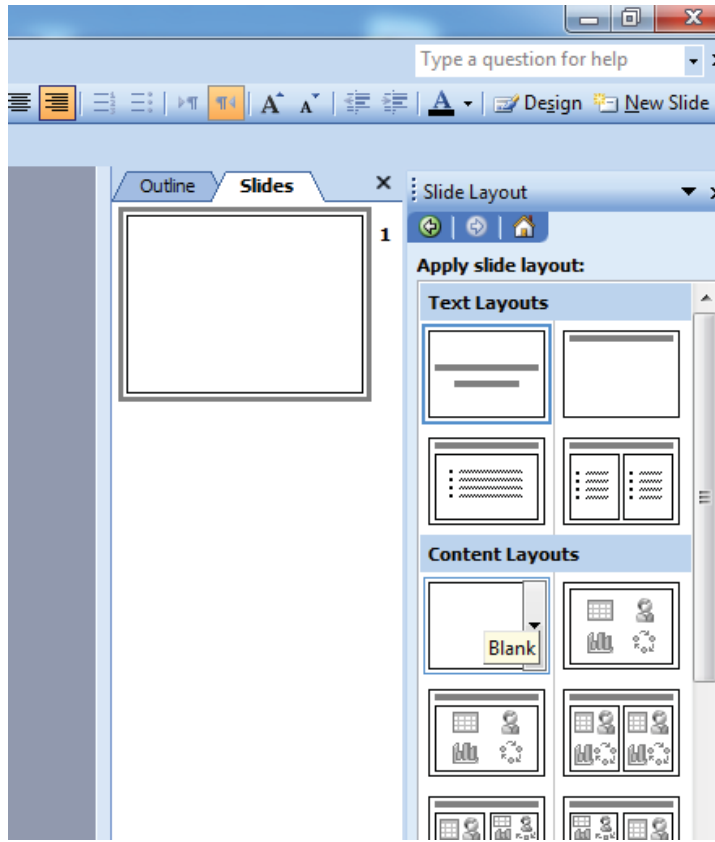 Type a question for help
A A A Design New Slide
Outline Slides
1
Slide Layout
Apply slide layout:
Text Layouts
Content Layouts
Blank